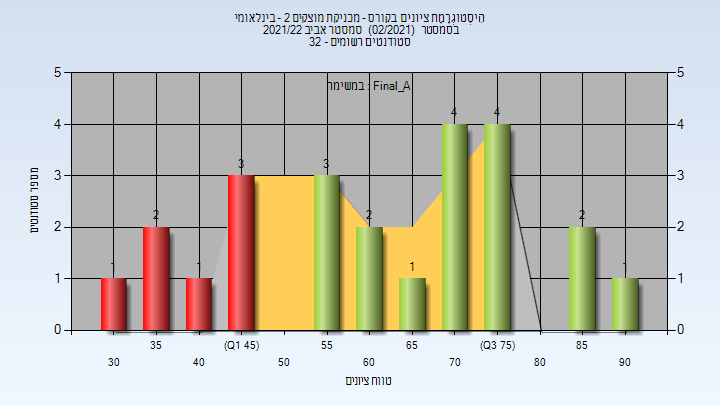 היסטוגרמת ציונים בקורס - מכניקת מוצקים 2 - בינלאומי
בסמסטר (02/2021) סמסטר אביב 2021/22
סטודנטים רשומים - 32
במשימה : Final_A
5 5
4 4
3 3
2 2
1 1
0 0
1 2 1 3 3 2 1 4 4 2 1
מספר סטודנטים
35 (Q1 45) 55 65 (Q3 75) 85
30 40 50 60 70 80 90
טווח ציונים